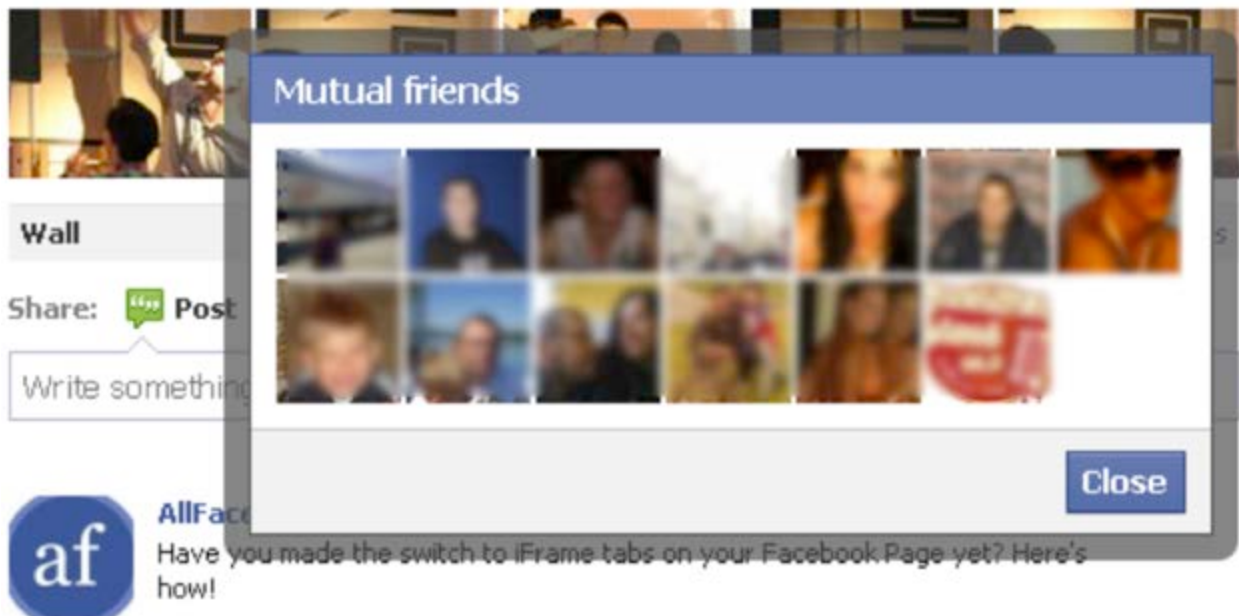 Mutual friends
Wall
s
Share: Post
Write something
Close
af
AllFace
Have you made the switch to iFrame tabs on your Facebook Page yet? Here's
how!